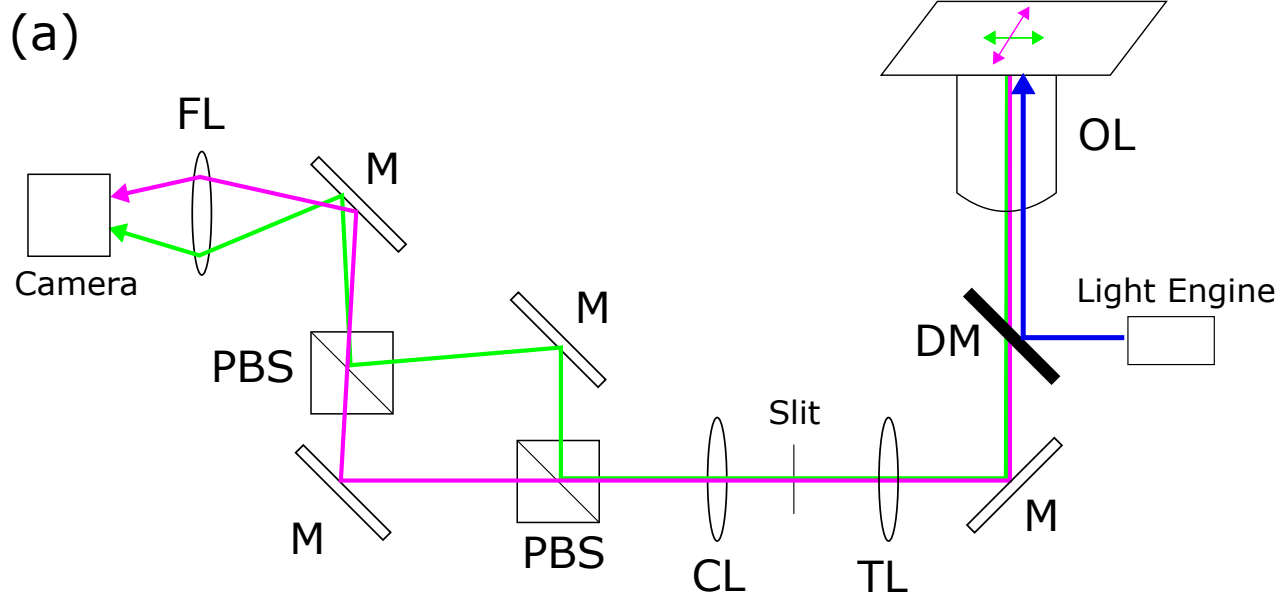 (a)
FL
M
OL
Camera
M
Light Engine
DM
PBS
Slit
M
PBS
CL
TL
M